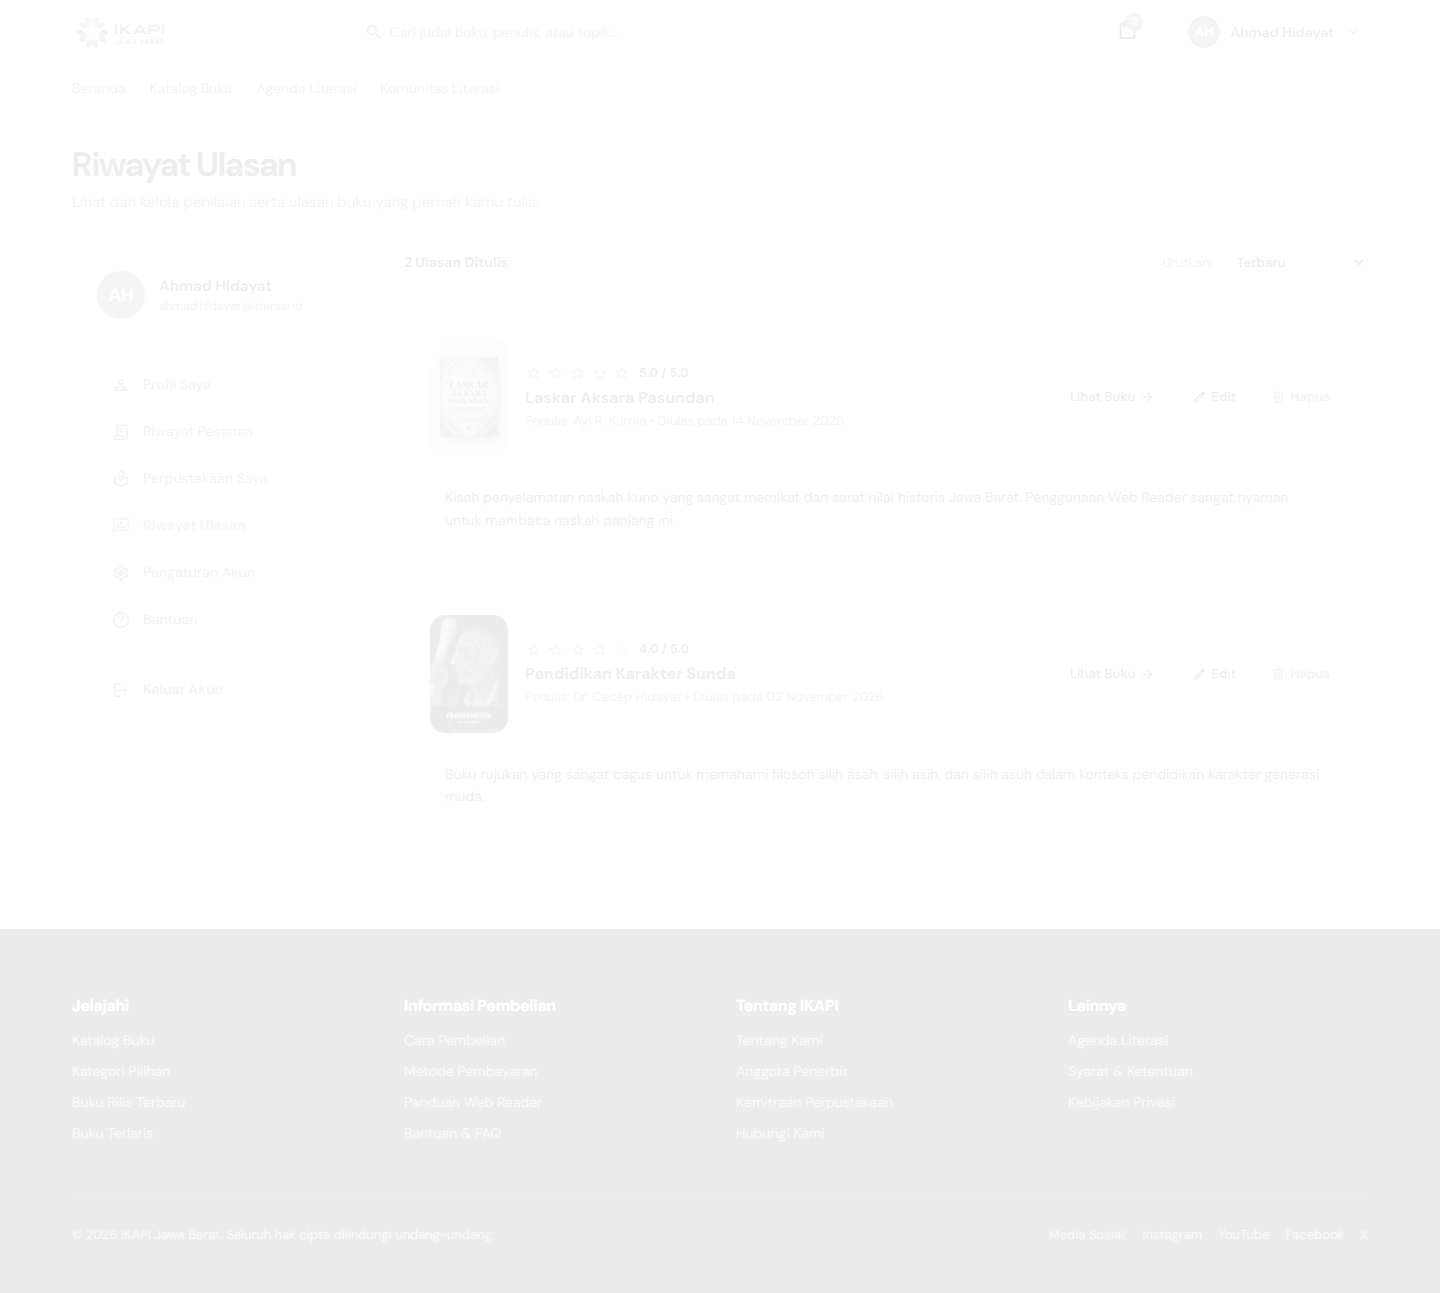 IKAPI
JAWA BARAT
Cari judul buku, penulis, atau topik...
2
AH
Ahmad Hidayat
Beranda
Katalog Buku
Agenda Literasi
Komunitas Literasi
Riwayat Ulasan
Lihat dan kelola penilaian serta ulasan buku yang pernah kamu tulis.
AH
Ahmad Hidayat
ahmad.hidayat@literasi.id
Profil Saya
Riwayat Pesanan
Perpustakaan Saya
Riwayat Ulasan
Pengaturan Akun
Bantuan
Keluar Akun
2 Ulasan Ditulis
Urutkan:
Terbaru
LASKAR
AKSARA
PASUNDAN
5.0 / 5.0
Laskar Aksara Pasundan
Penulis: Ayi R. Kurnia • Diulas pada 14 November 2026
Lihat Buku
Edit
Hapus
Kisah penyelamatan naskah kuno yang sangat memikat dan sarat nilai historis Jawa Barat. Penggunaan Web Reader sangat nyaman
untuk membaca naskah panjang ini.
FRANKENSTEIN
4.0 / 5.0
Pendidikan Karakter Sunda
Penulis: Dr. Cecep Hidayat • Diulas pada 02 November 2026
Lihat Buku
Edit
Hapus
Buku rujukan yang sangat bagus untuk memahami filosofi silih asah, silih asih, dan silih asuh dalam konteks pendidikan karakter generasi
muda.
Jelajahi
Katalog Buku
Kategori Pilihan
Buku Rilis Terbaru
Buku Terlaris
Informasi Pembelian
Cara Pembelian
Metode Pembayaran
Panduan Web Reader
Bantuan & FAQ
Tentang IKAPI
Tentang Kami
Anggota Penerbit
Kemitraan Perpustakaan
Hubungi Kami
Lainnya
Agenda Literasi
Syarat & Ketentuan
Kebijakan Privasi
© 2026 IKAPI Jawa Barat. Seluruh hak cipta dilindungi undang-undang.
Media Sosial:
Instagram
YouTube
Facebook
X